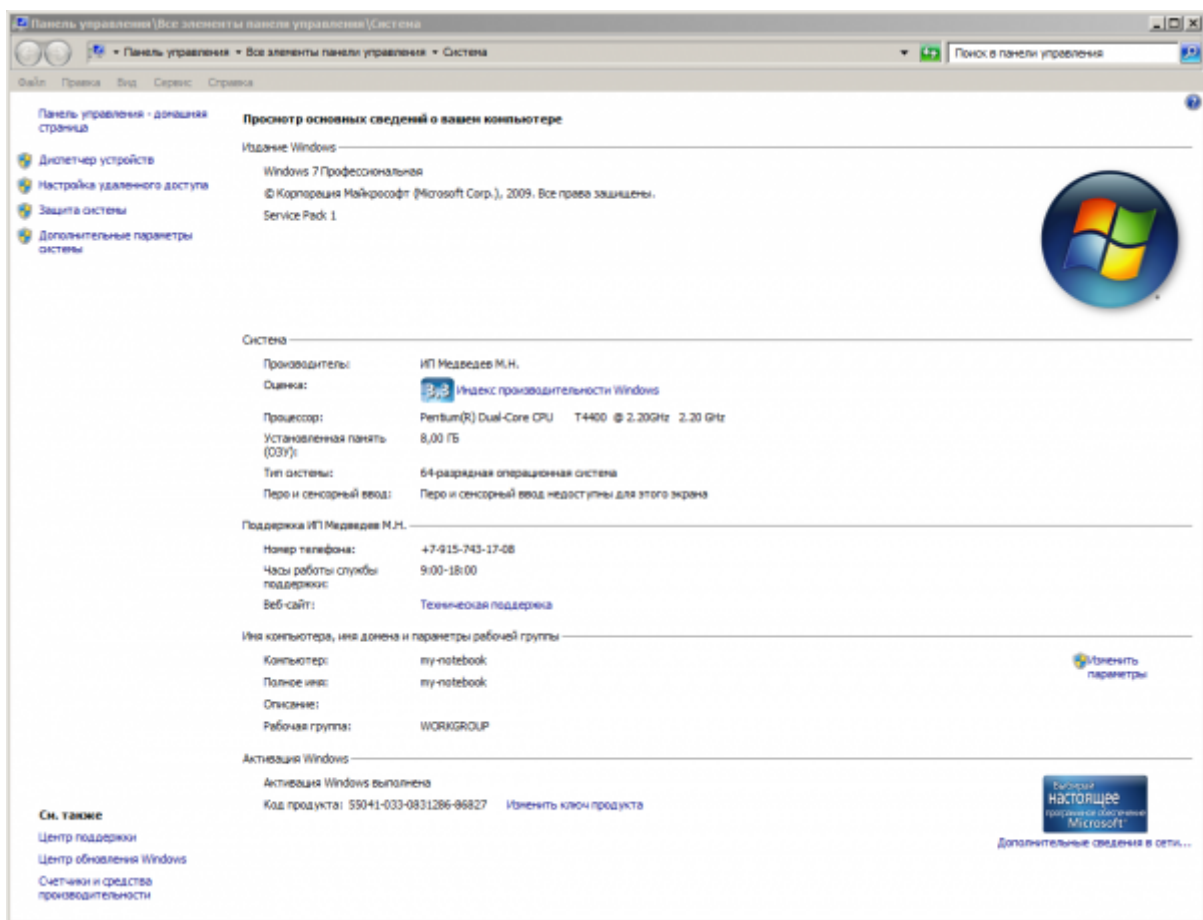 Панель управления\Все элементы панели управления\Система
Панель управления Все элементы панели управления Система
Поиск в панели управления
Файл Правка Вид Сервис Справка
Панель управления - домашняя
страница
Диспетчер устройств
Настройка удаленного доступа
Защита системы
Дополнительные параметры
системы
Просмотр основных сведений о вашем компьютере
Издание Windows
Windows 7 Профессиональная
© Корпорация Майкрософт (Microsoft Corp.), 2009. Все права защищены.
Service Pack 1
Система
Производитель: ИП Медведев М.Н.
Оценка: 3,3 Индекс производительности Windows
Процессор: Pentium(R) Dual-Core CPU T4400 @ 2.20GHz 2.20 GHz
Установленная память
(ОЗУ): 8,00 ГБ
Тип системы: 64-разрядная операционная система
Перо и сенсорный ввод: Перо и сенсорный ввод недоступны для этого экрана
Поддержка ИП Медведев М.Н.
Номер телефона: +7-915-743-17-08
Часы работы службы
поддержки: 9:00-18:00
Веб-сайт: Техническая поддержка
Имя компьютера, имя домена и параметры рабочей группы
Компьютер: my-notebook
Изменить
параметры
Полное имя: my-notebook
Описание:
Рабочая группа: WORKGROUP
Активация Windows
Активация Windows выполнена
Код продукта: 55041-033-0831286-86827 Изменить ключ продукта
Выбирай
настоящее
программное обеспечение
Microsoft
Дополнительные сведения в сети...
См. также
Центр поддержки
Центр обновления Windows
Счетчики и средства
производительности